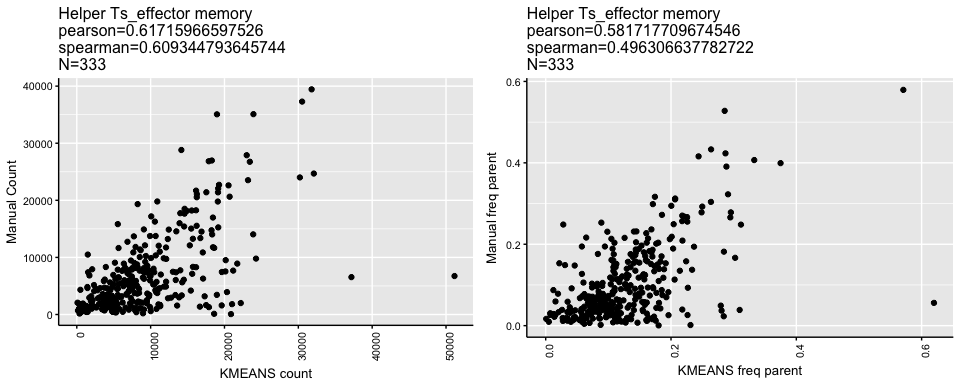 Helper Ts_effector memory
pearson=0.61715966597526
spearman=0.609344793645744
N=333
40000
30000
20000
10000
0
Manual Count
0
10000
20000
30000
40000
50000
KMEANS count
Helper Ts_effector memory
pearson=0.581717709674546
spearman=0.496306637782722
N=333
0.6
0.4
0.2
0.0
Manual freq parent
0.0
0.2
0.4
0.6
KMEANS freq parent